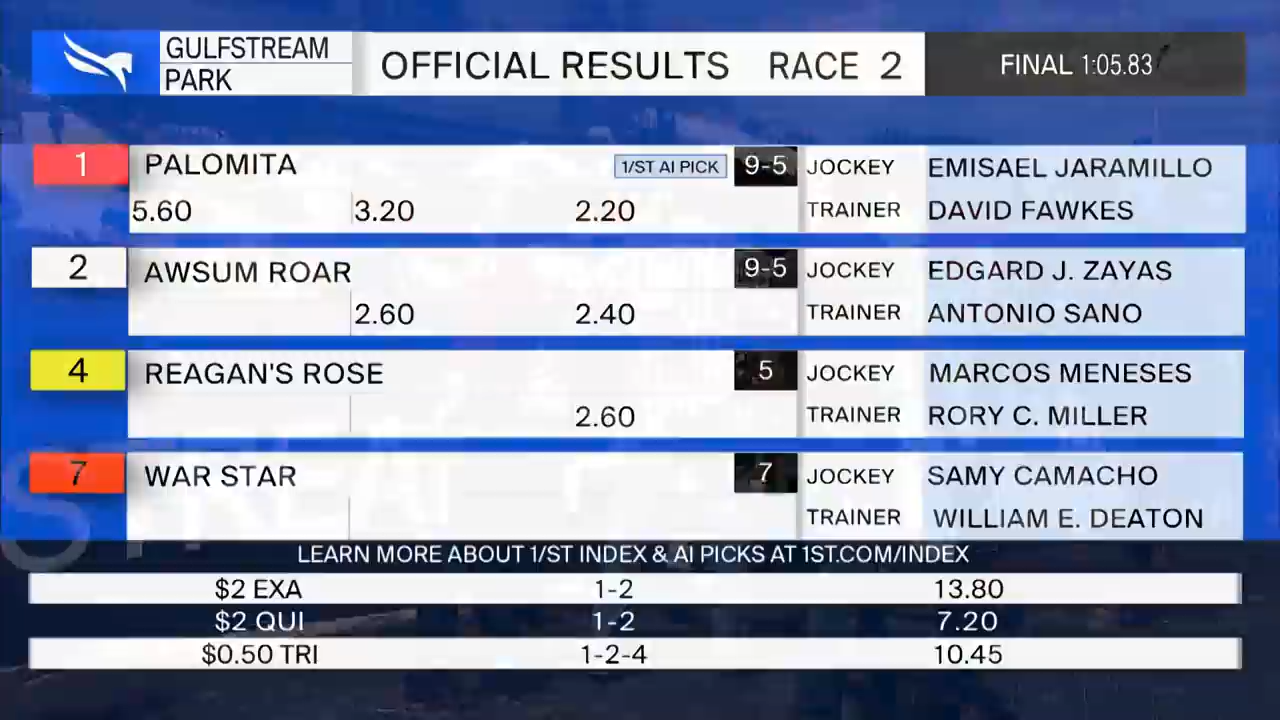 GULFSTREAM
PARK
OFFICIAL RESULTS RACE 2
FINAL 1:05.83
1 PALOMITA 1/ST AI PICK 9-5 JOCKEY EMISAEL JARAMILLO
5.60 3.20 2.20 TRAINER DAVID FAWKES
2 AWSUM ROAR 9-5 JOCKEY EDGARD J. ZAYAS
2.60 2.40 TRAINER ANTONIO SANO
4 REAGAN'S ROSE 5 JOCKEY MARCOS MENESES
2.60 TRAINER RORY C. MILLER
7 WAR STAR 7 JOCKEY SAMY CAMACHO
TRAINER WILLIAM E. DEATON
LEARN MORE ABOUT 1/ST INDEX & AI PICKS AT 1ST.COM/INDEX
$2 EXA 1-2 13.80
$2 QUI 1-2 7.20
$0.50 TRI 1-2-4 10.45